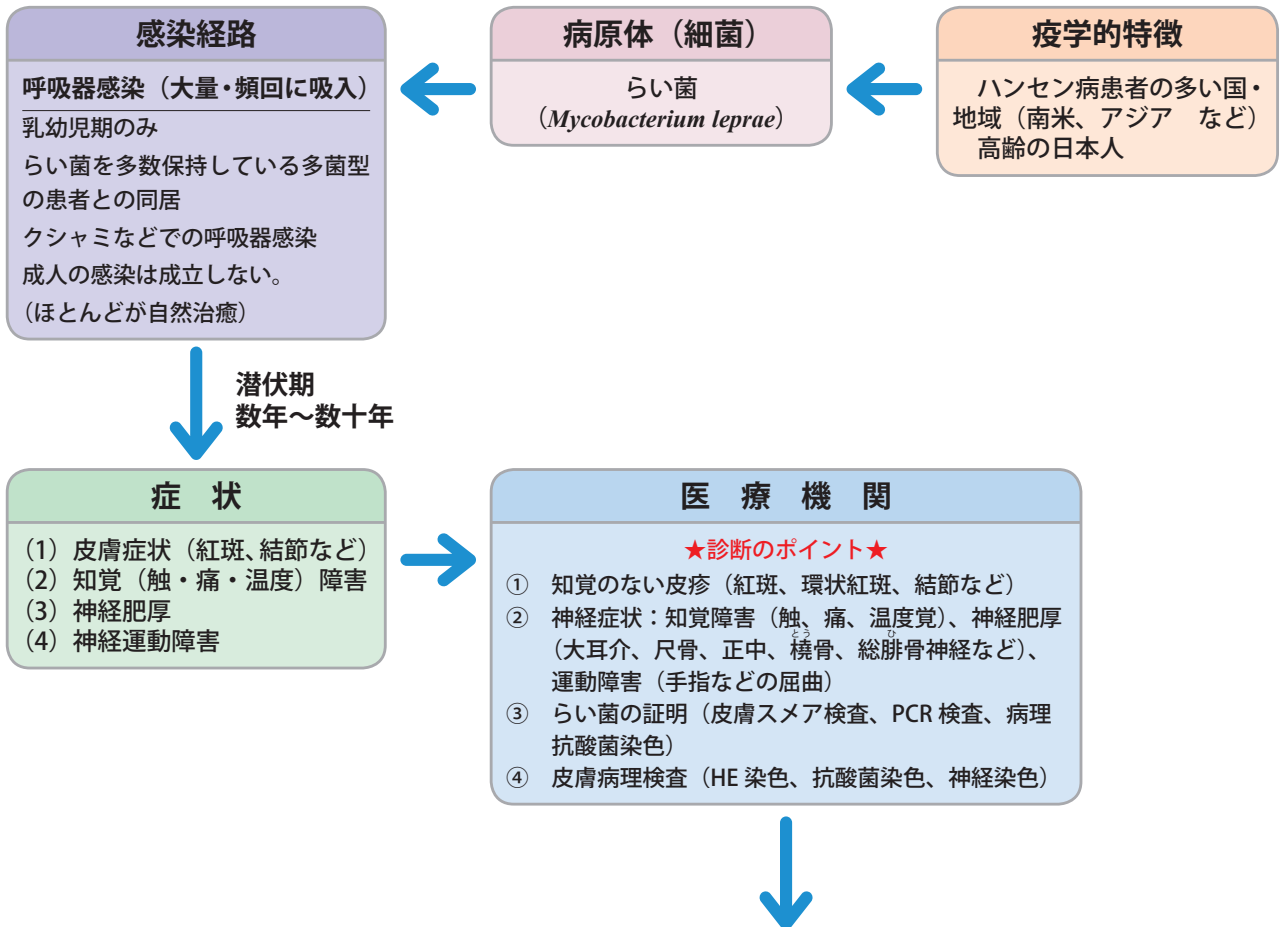 感染経路
呼吸器感染（大量・頻回に吸入）
乳幼児期のみ
らい菌を多数保持している多菌型
の患者との同居
クシャミなどでの呼吸器感染
成人の感染は成立しない。
（ほとんどが自然治癒）
病原体（細菌）
らい菌
（Mycobacterium leprae）
疫学的特徴
ハンセン病患者の多い国・
地域（南米、アジア　など）
高齢の日本人
潜伏期
数年～数十年
症　状
（1）皮膚症状（紅斑、結節など）
（2）知覚（触・痛・温度）障害
（3）神経肥厚
（4）神経運動障害
医　療　機　関
★診断のポイント★
①　知覚のない皮疹（紅斑、環状紅斑、結節など）
②　神経症状：知覚障害（触、痛、温度覚）、神経肥厚
とう　ひ
（大耳介、尺骨、正中、橈骨、総腓骨神経など）、
運動障害（手指などの屈曲）
③　らい菌の証明（皮膚スメア検査、PCR 検査、病理
抗酸菌染色）
④　皮膚病理検査（HE 染色、抗酸菌染色、神経染色）